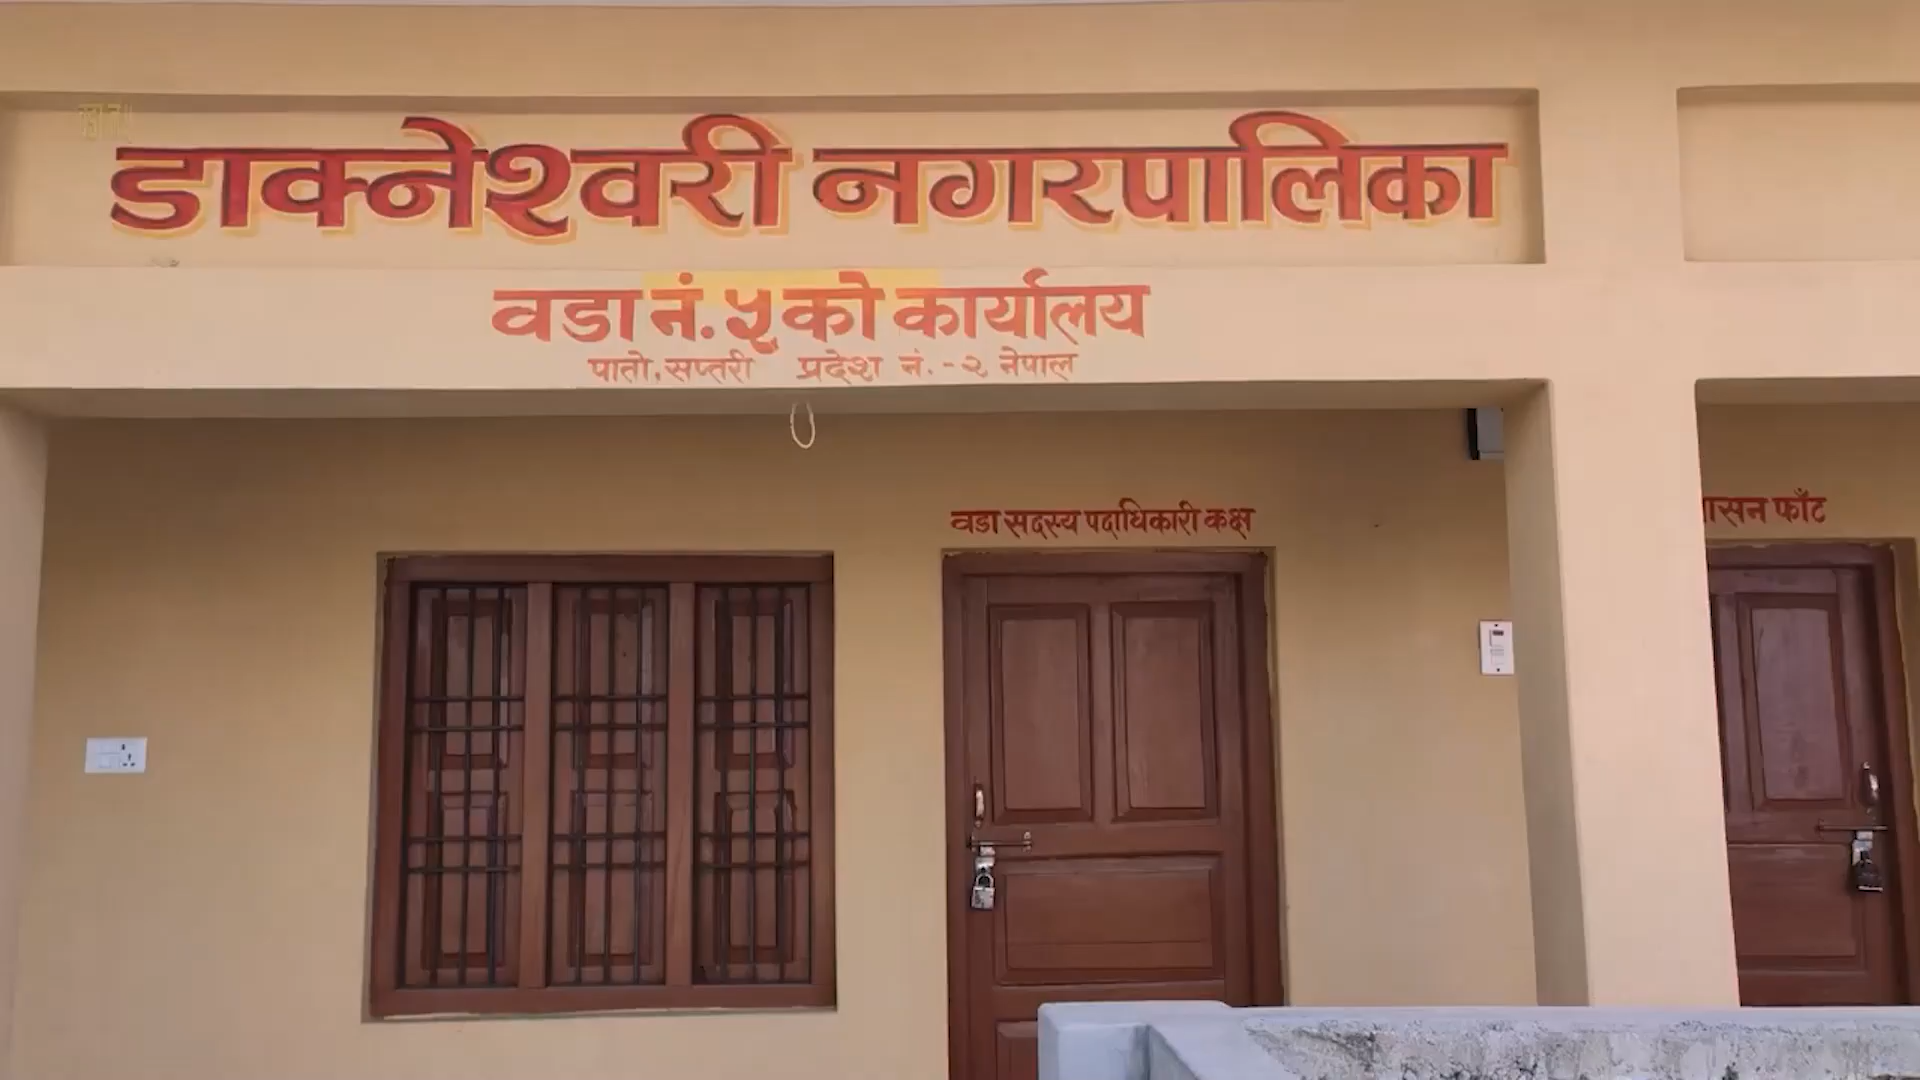 डाक्नेश्वरी नगरपालिका
वडा नं.५ को कार्यालय
पातो, सप्तरी प्रदेश नं.-२ नेपाल
वडा सदस्य पदाधिकारी कक्ष
फाँट